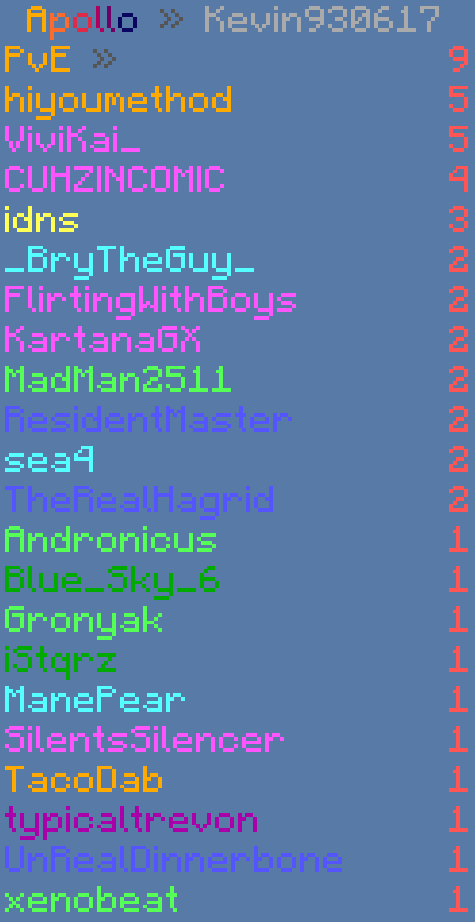 Apollo » Kevin930617
PvE » 9
hiyoumethod 5
ViviKai_ 5
CUHZINCOMIC 4
idns 3
_BryTheGuy_ 2
FlirtingWithBoys 2
KartanaGX 2
MadMan2511 2
ResidentMaster 2
sea9 2
TheRealHagrid 2
Andronicus 1
Blue_Sky_6 1
Gronyak 1
iStqrz 1
ManePear 1
SilentsSilencer 1
TacoDab 1
typicaltrevon 1
UnRealDinnerbone 1
xenobeat 1